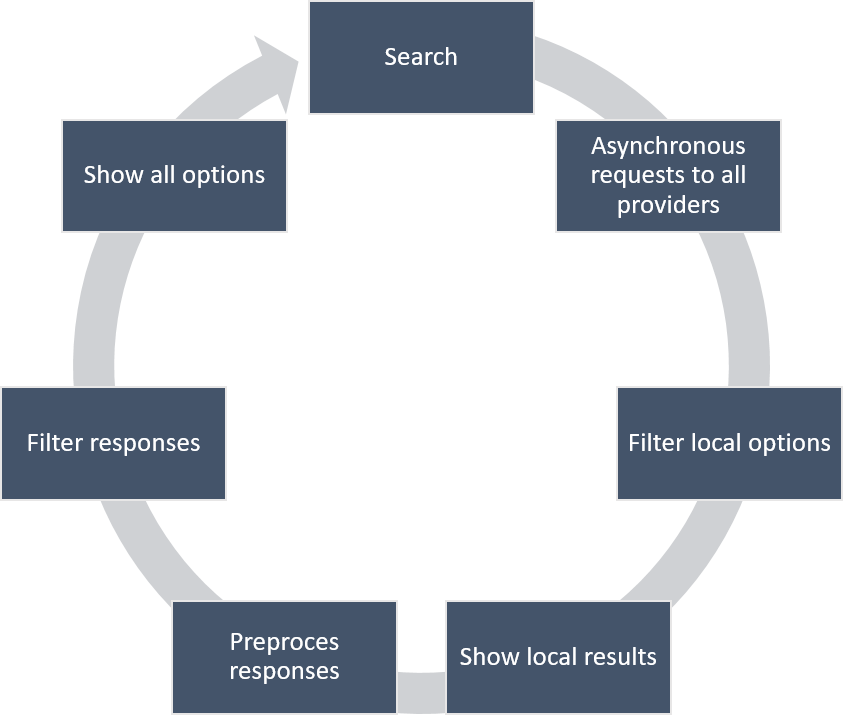 Search
Asynchronous
requests to all
providers
Filter local options
Show local results
Preproces
responses
Filter responses
Show all options